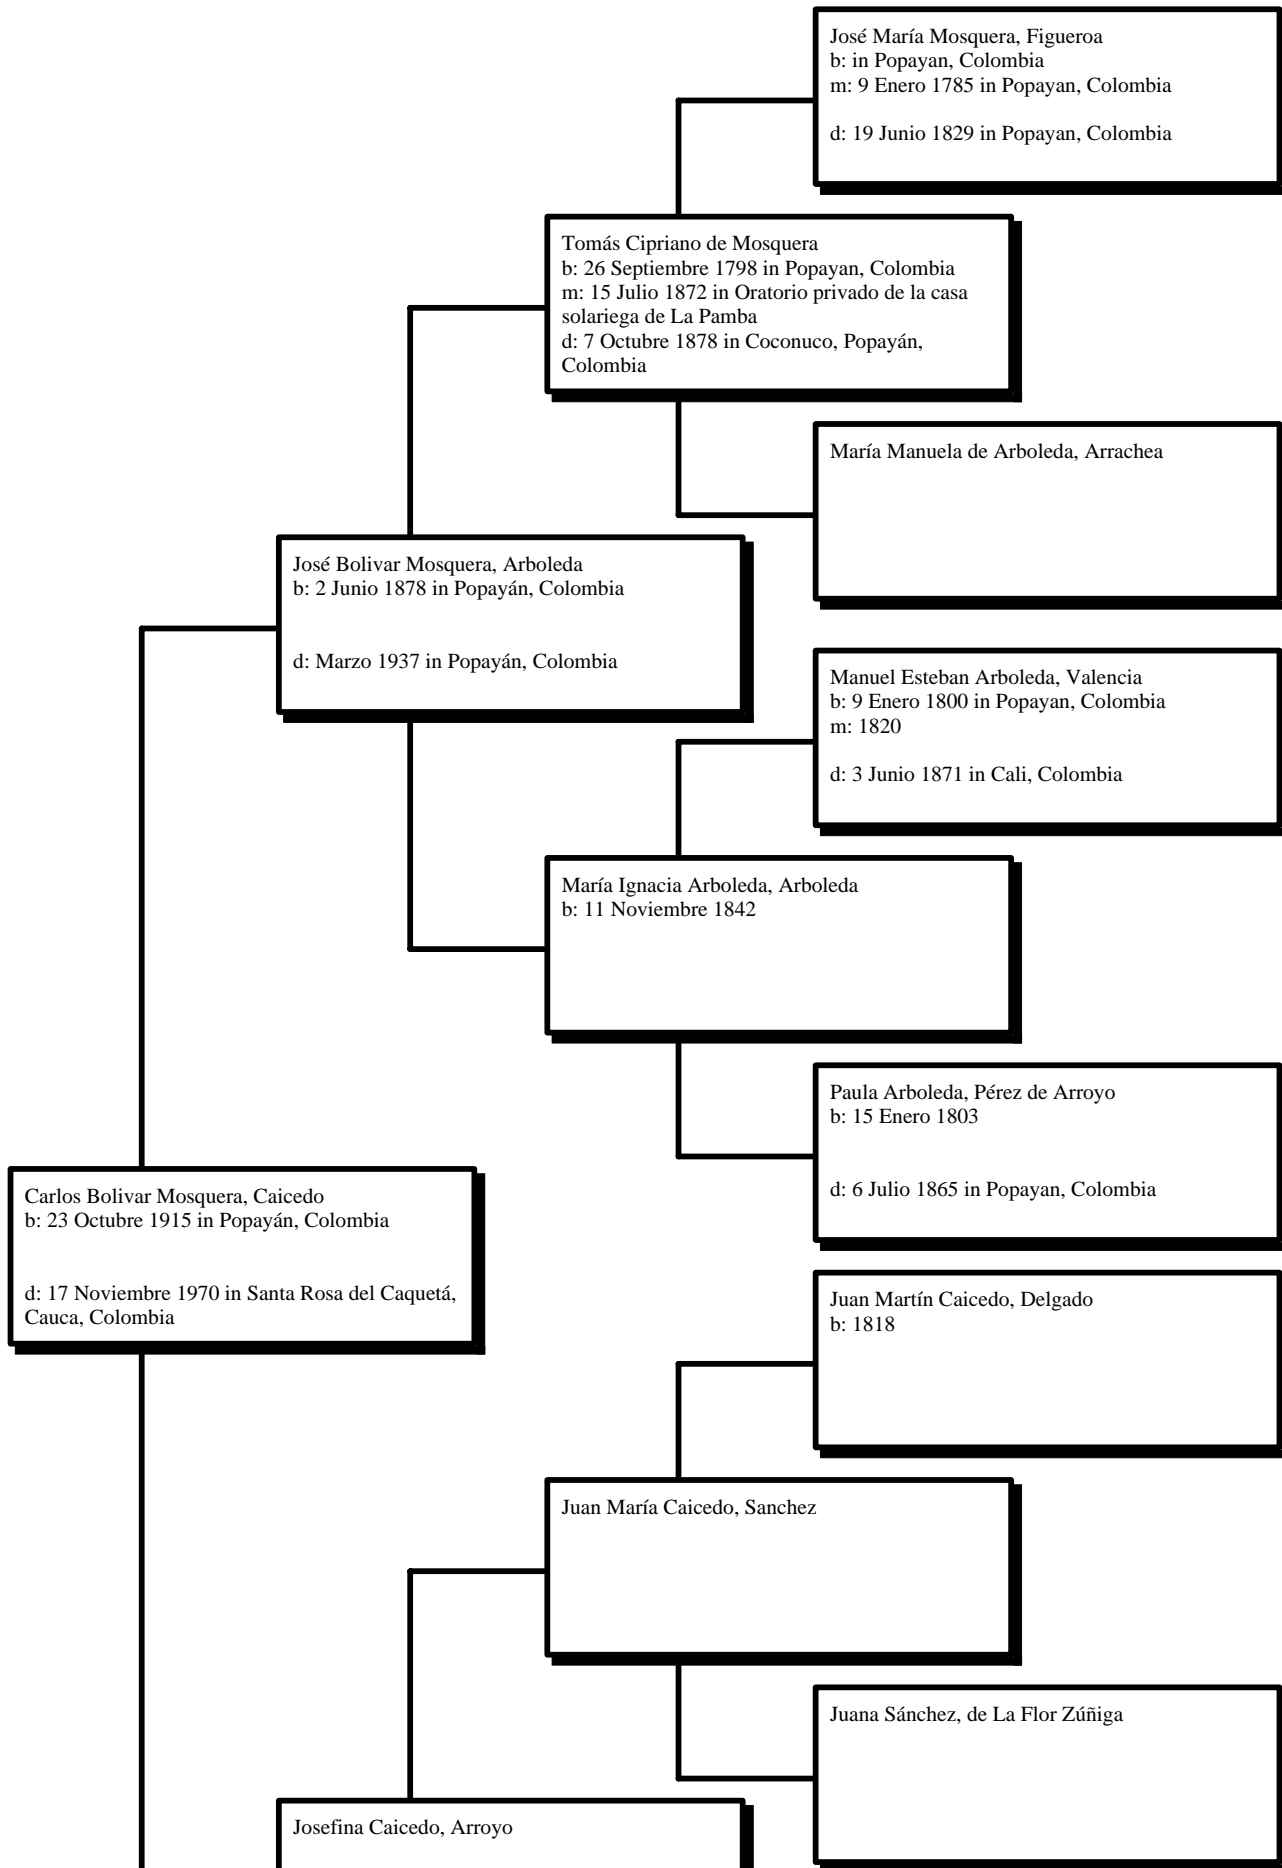 José María Mosquera, Figueroa
b: in Popayan, Colombia
m: 9 Enero 1785 in Popayan, Colombia
d: 19 Junio 1829 in Popayan, Colombia
Tomás Cipriano de Mosquera
b: 26 Septiembre 1798 in Popayan, Colombia
m: 15 Julio 1872 in Oratorio privado de la casa
solariega de La Pamba
d: 7 Octubre 1878 in Coconuco, Popayán,
Colombia
María Manuela de Arboleda, Arrachea
José Bolivar Mosquera, Arboleda
b: 2 Junio 1878 in Popayán, Colombia
d: Marzo 1937 in Popayán, Colombia
Manuel Esteban Arboleda, Valencia
b: 9 Enero 1800 in Popayan, Colombia
m: 1820
d: 3 Junio 1871 in Cali, Colombia
María Ignacia Arboleda, Arboleda
b: 11 Noviembre 1842
Paula Arboleda, Pérez de Arroyo
b: 15 Enero 1803
d: 6 Julio 1865 in Popayan, Colombia
Carlos Bolivar Mosquera, Caicedo
b: 23 Octubre 1915 in Popayán, Colombia
d: 17 Noviembre 1970 in Santa Rosa del Caquetá,
Cauca, Colombia
Juan Martín Caicedo, Delgado
b: 1818
Juan María Caicedo, Sanchez
Juana Sánchez, de La Flor Zúñiga
Josefina Caicedo, Arroyo